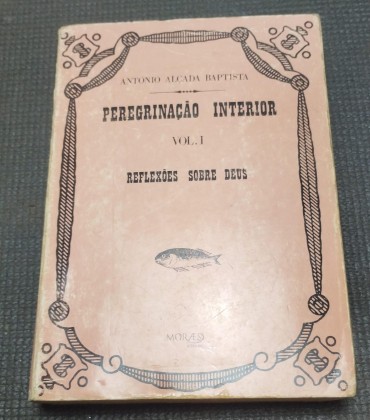 ANTONIO ALÇADA BAPTISTA
PEREGRINAÇÃO INTERIOR
VOL. I
REFLEXÕES SOBRE DEUS
MORAES